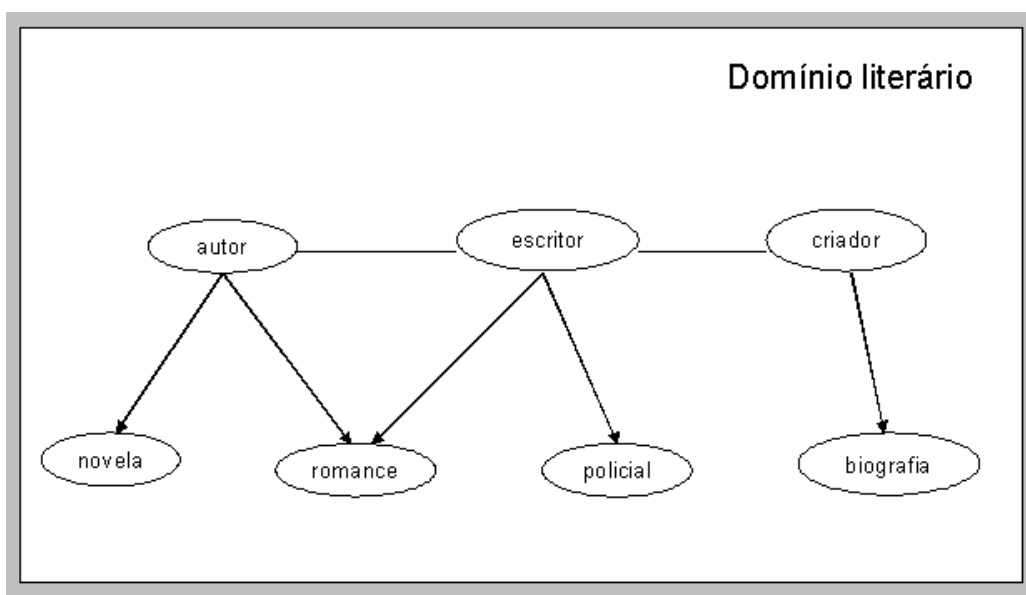 Domínio literário
autor
escritor
criador
novela
romance
policial
biografia